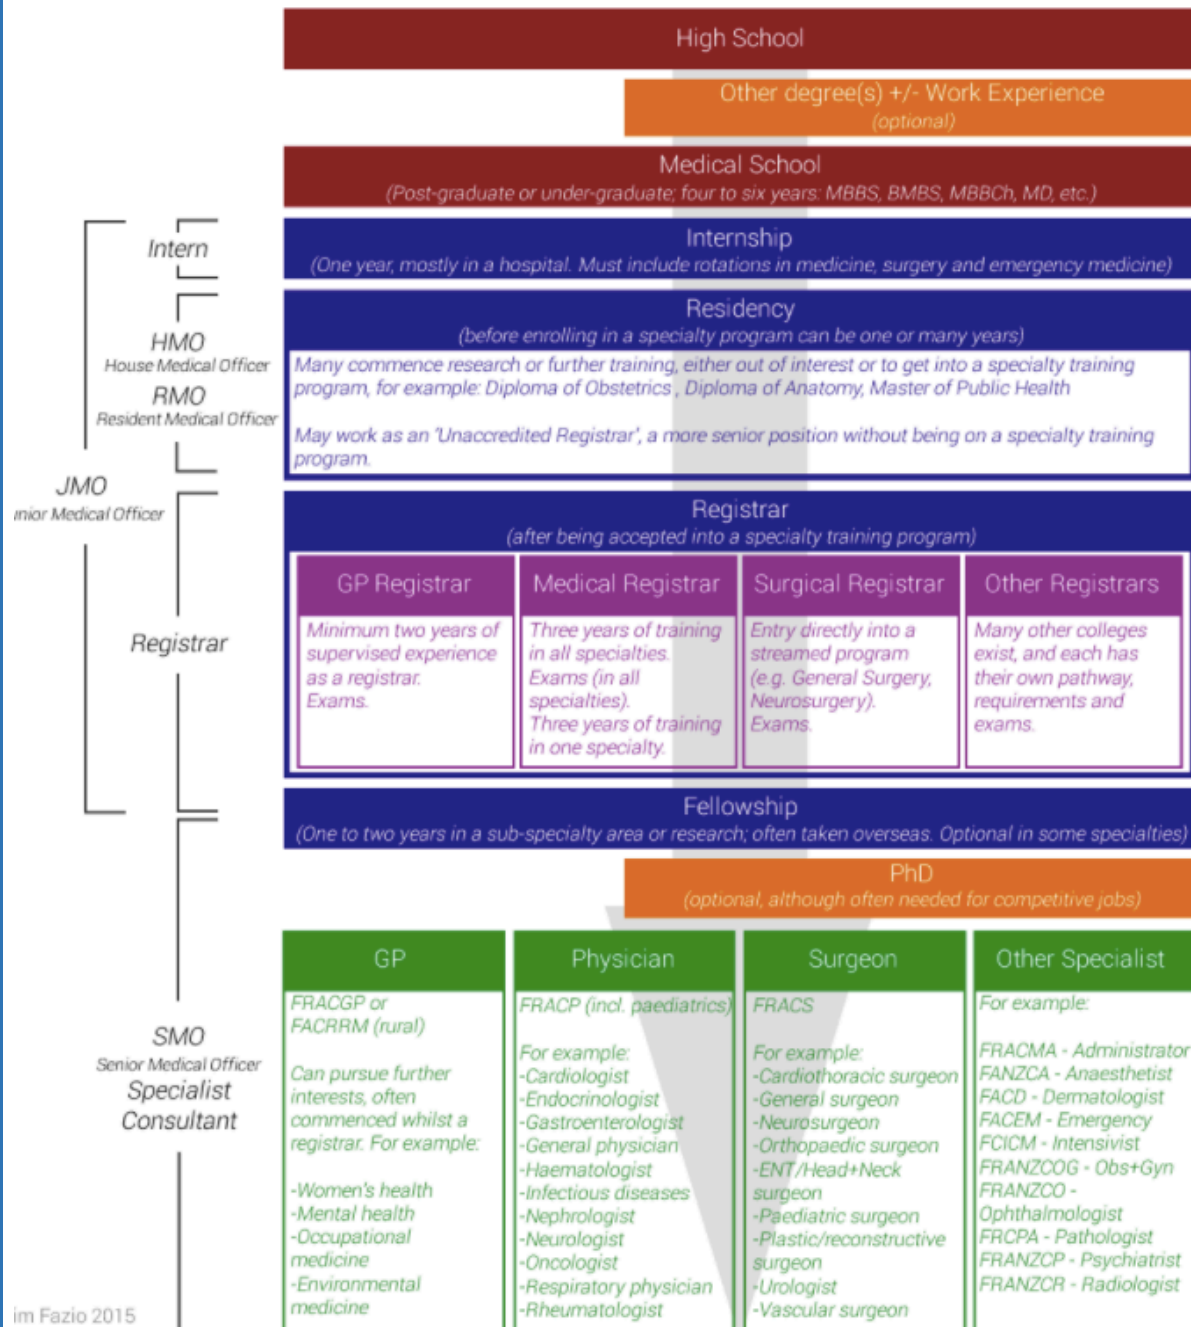 High School
Other degree(s) +/- Work Experience
(optional)
Medical School
(Post-graduate or under-graduate; four to six years: MBBS, BMBS, MBBCh, MD, etc.)
Intern
Internship
(One year, mostly in a hospital. Must include rotations in medicine, surgery and emergency medicine)
HMO
House Medical Officer
RMO
Resident Medical Officer
Residency
(before enrolling in a specialty program can be one or many years)
Many commence research or further training, either out of interest or to get into a specialty training
program, for example: Diploma of Obstetrics , Diploma of Anatomy, Master of Public Health
May work as an 'Unaccredited Registrar', a more senior position without being on a specialty training
program.
JMO
nior Medical Officer
Registrar
Registrar
(after being accepted into a specialty training program)
GP Registrar
Minimum two years of
supervised experience
as a registrar.
Exams.
Medical Registrar
Three years of training
in all specialties.
Exams (in all
specialties).
Three years of training
in one specialty.
Surgical Registrar
Entry directly into a
streamed program
(e.g. General Surgery,
Neurosurgery).
Exams.
Other Registrars
Many other colleges
exist, and each has
their own pathway,
requirements and
exams.
Fellowship
(One to two years in a sub-specialty area or research; often taken overseas. Optional in some specialties)
PhD
(optional, although often needed for competitive jobs)
SMO
Senior Medical Officer
Specialist
Consultant
GP
FRACGP or
FACRRM (rural)
Can pursue further
interests, often
commenced whilst a
registrar. For example:
-Women's health
-Mental health
-Occupational
medicine
-Environmental
medicine
Physician
FRACP (incl. paediatrics)
For example:
-Cardiologist
-Endocrinologist
-Gastroenterologist
-General physician
-Haematologist
-Infectious diseases
-Nephrologist
-Neurologist
-Oncologist
-Respiratory physician
-Rheumatologist
Surgeon
FRACS
For example:
-Cardiothoracic surgeon
-General surgeon
-Neurosurgeon
-Orthopaedic surgeon
-ENT/Head+Neck
surgeon
-Paediatric surgeon
-Plastic/reconstructive
surgeon
-Urologist
-Vascular surgeon
Other Specialist
For example:
FRACMA - Administrator
FANZCA - Anaesthetist
FACD - Dermatologist
FACEM - Emergency
FCICM - Intensivist
FRANZCOG - Obs+Gyn
FRANZCO -
Ophthalmologist
FRCPA - Pathologist
FRANZCP - Psychiatrist
FRANZCR - Radiologist
im Fazio 2015